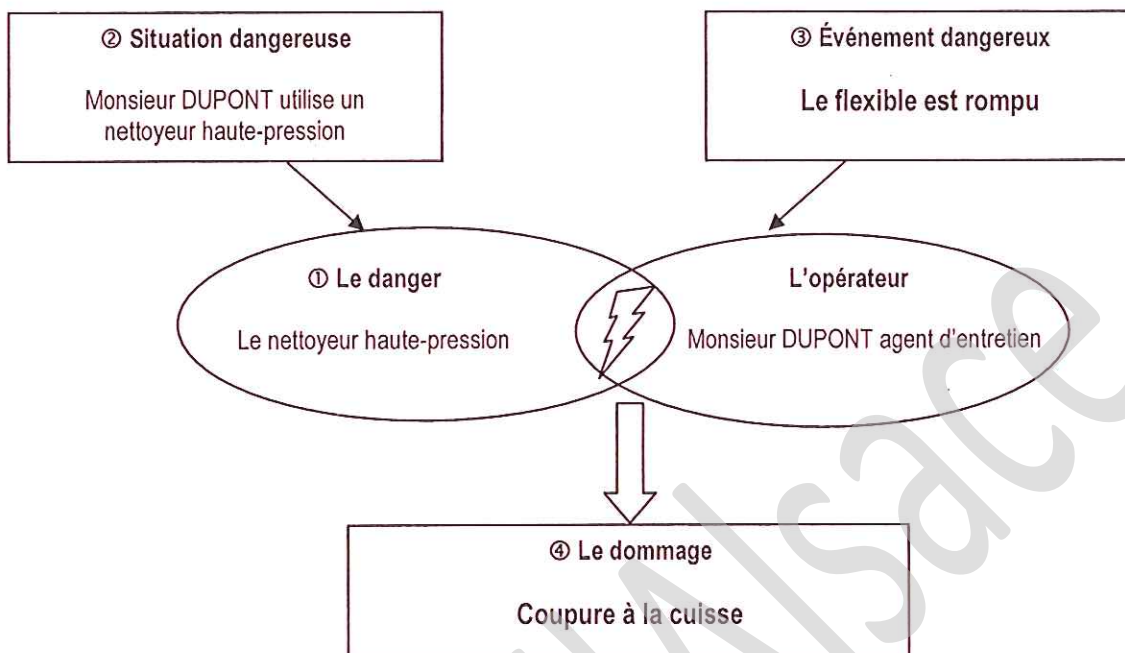 ② Situation dangereuse
Monsieur DUPONT utilise un
nettoyeur haute-pression
③ Événement dangereux
Le flexible est rompu
① Le danger
Le nettoyeur haute-pression
L'opérateur
Monsieur DUPONT agent d'entretien
④ Le dommage
Coupure à la cuisse
Alsace